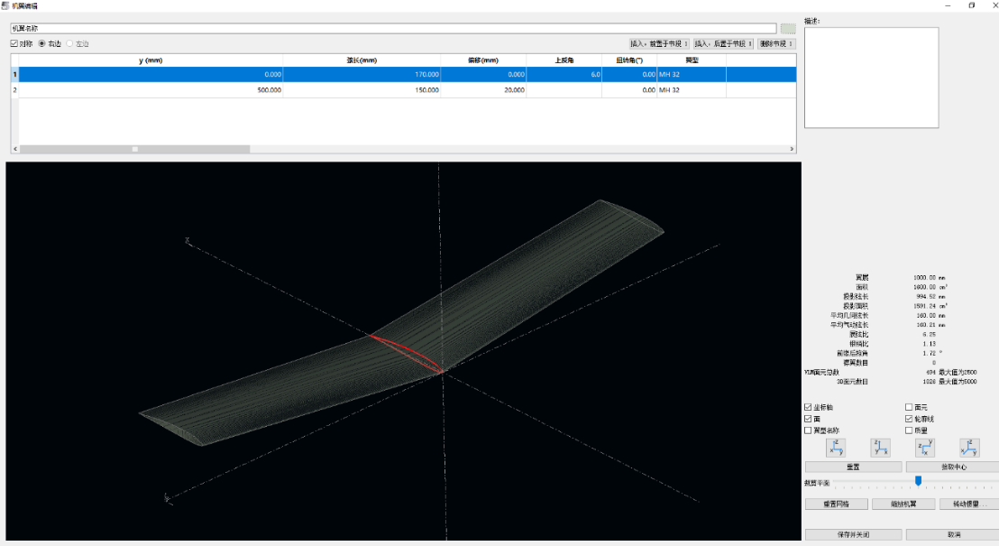 机翼编辑
描述:
机翼名称
对称 右边 左边
插入, 前置于节段 插入, 后置于节段 删除节段
y (mm) 弦长(mm) 偏移(mm) 上反角 扭转角(°) 翼型
1 0.000 170.000 0.000 6.0 0.00 MH 32
2 500.000 150.000 20.000 0.00 MH 32
翼展 1000.00 mm
面积 1600.00 cm²
投影弦长 994.52 mm
投影面积 1591.24 cm²
平均几何弦长 160.00 mm
平均气动弦长 160.21 mm
展弦比 6.25
根梢比 1.13
前缘后掠角 1.72 °
襟翼数目 0
VLM面元总数 494 最大值为2500
3D面元数目 1026 最大值为5000
坐标轴 面元
面 轮廓线
翼型名称 质量
重置 拾取中心
裁剪平面
重置网格 缩放机翼 转动惯量...
保存并关闭 取消